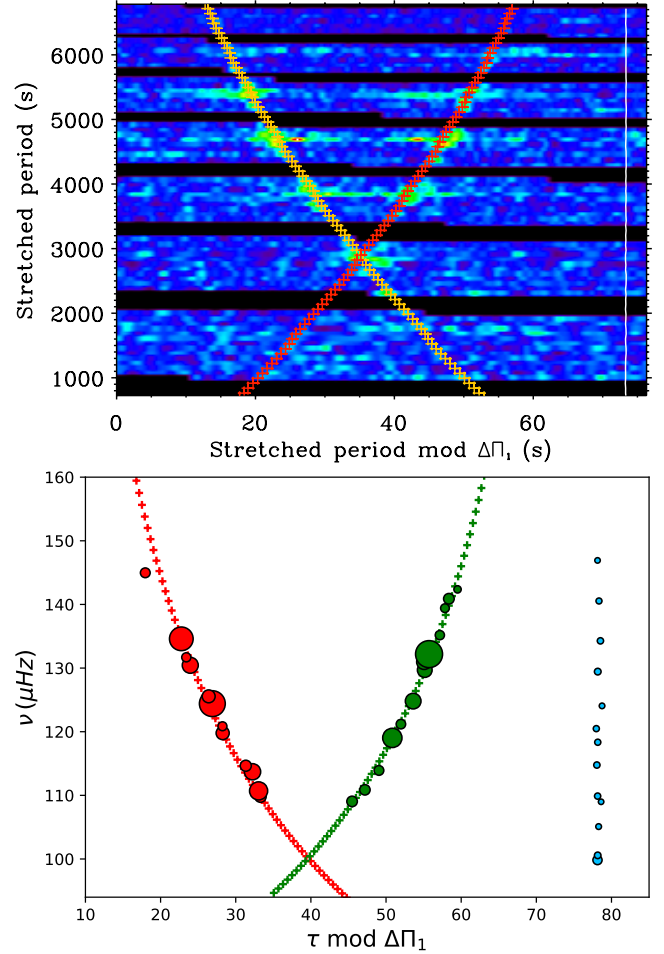 6000
5000
4000
3000
2000
1000
Stretched period (s)
0 20 40 60
Stretched period mod ΔΠ₁ (s)
160
150
140
130
120
110
100
ν (μHz)
10 20 30 40 50 60 70 80
τ mod ΔΠ₁